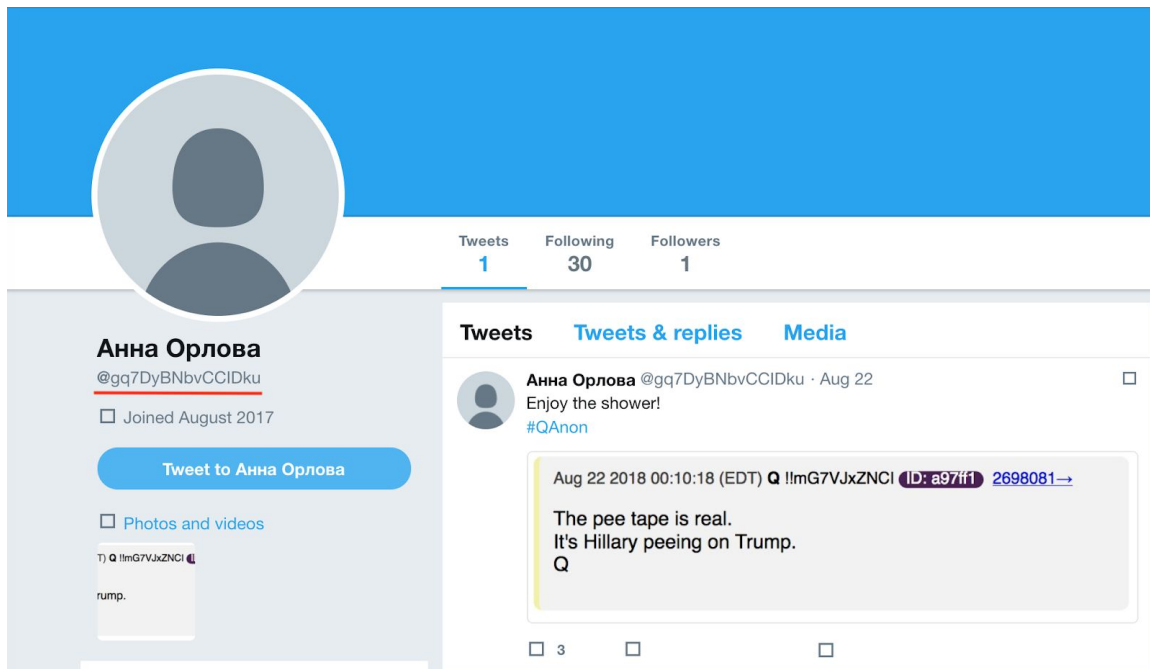 Tweets Following Followers
1 30 1
Анна Орлова
@gq7DyBNbvCCIDku
Joined August 2017
Tweet to Анна Орлова
Photos and videos
T) Q !!mG7VJxZNCI
rump.
Tweets Tweets & replies Media
Анна Орлова @gq7DyBNbvCCIDku · Aug 22
Enjoy the shower!
#QAnon
Aug 22 2018 00:10:18 (EDT) Q !!mG7VJxZNCI ID: a97ff1 2698081→
The pee tape is real.
It's Hillary peeing on Trump.
Q
3